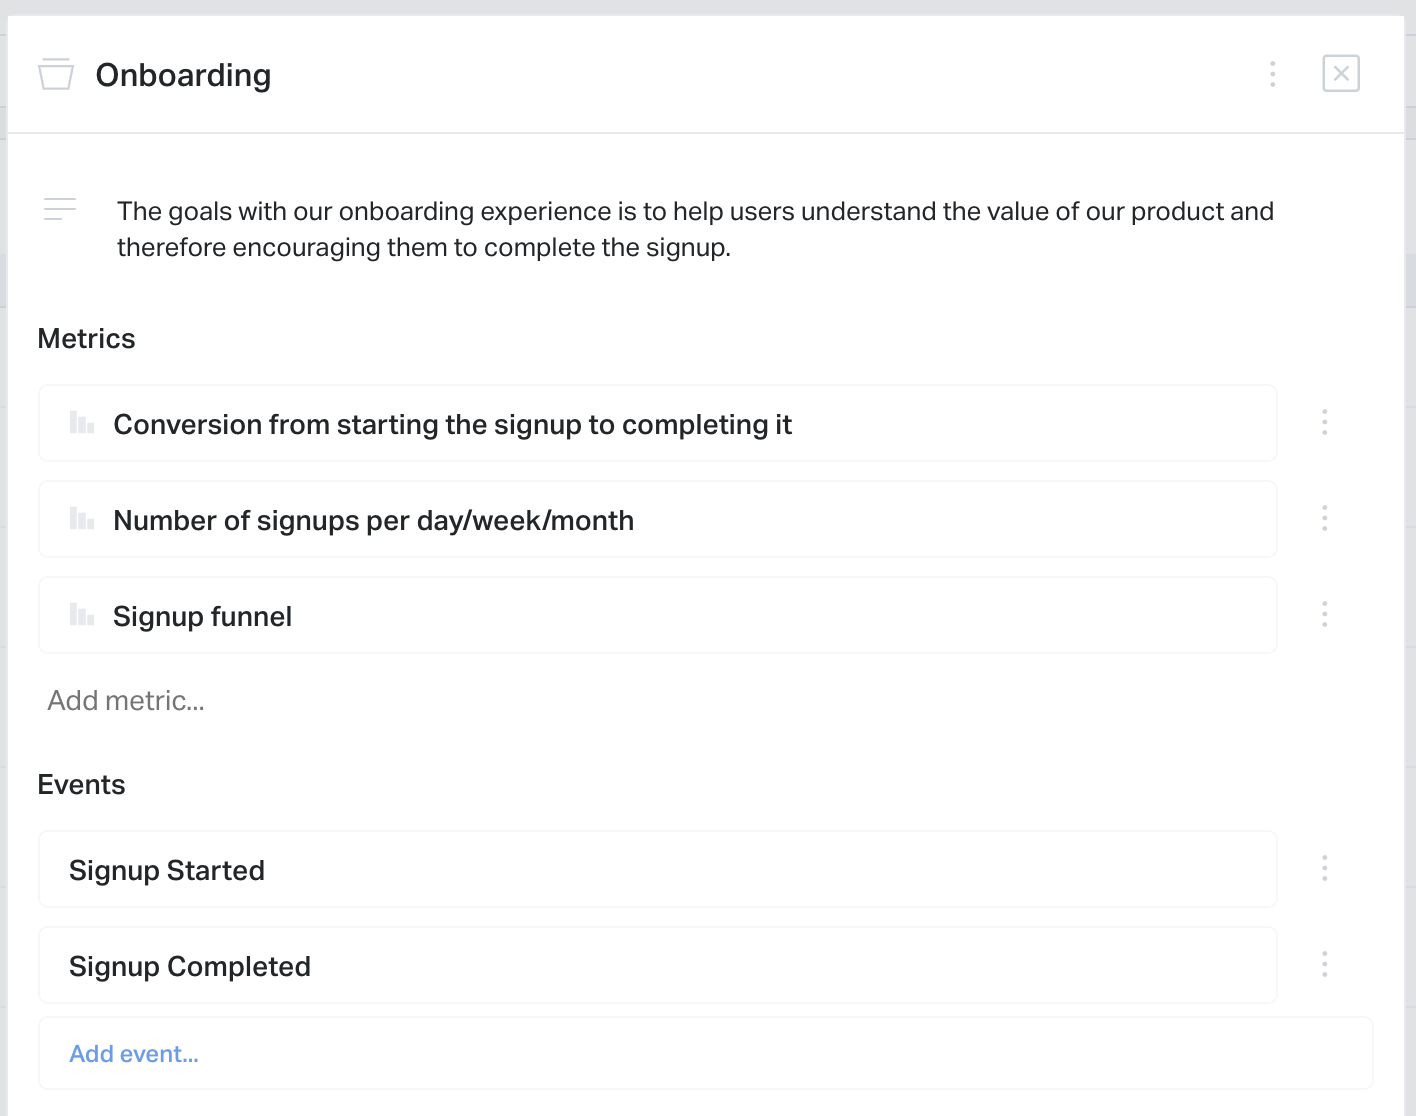 Onboarding
The goals with our onboarding experience is to help users understand the value of our product and
therefore encouraging them to complete the signup.
Metrics
Conversion from starting the signup to completing it
Number of signups per day/week/month
Signup funnel
Add metric...
Events
Signup Started
Signup Completed
Add event...